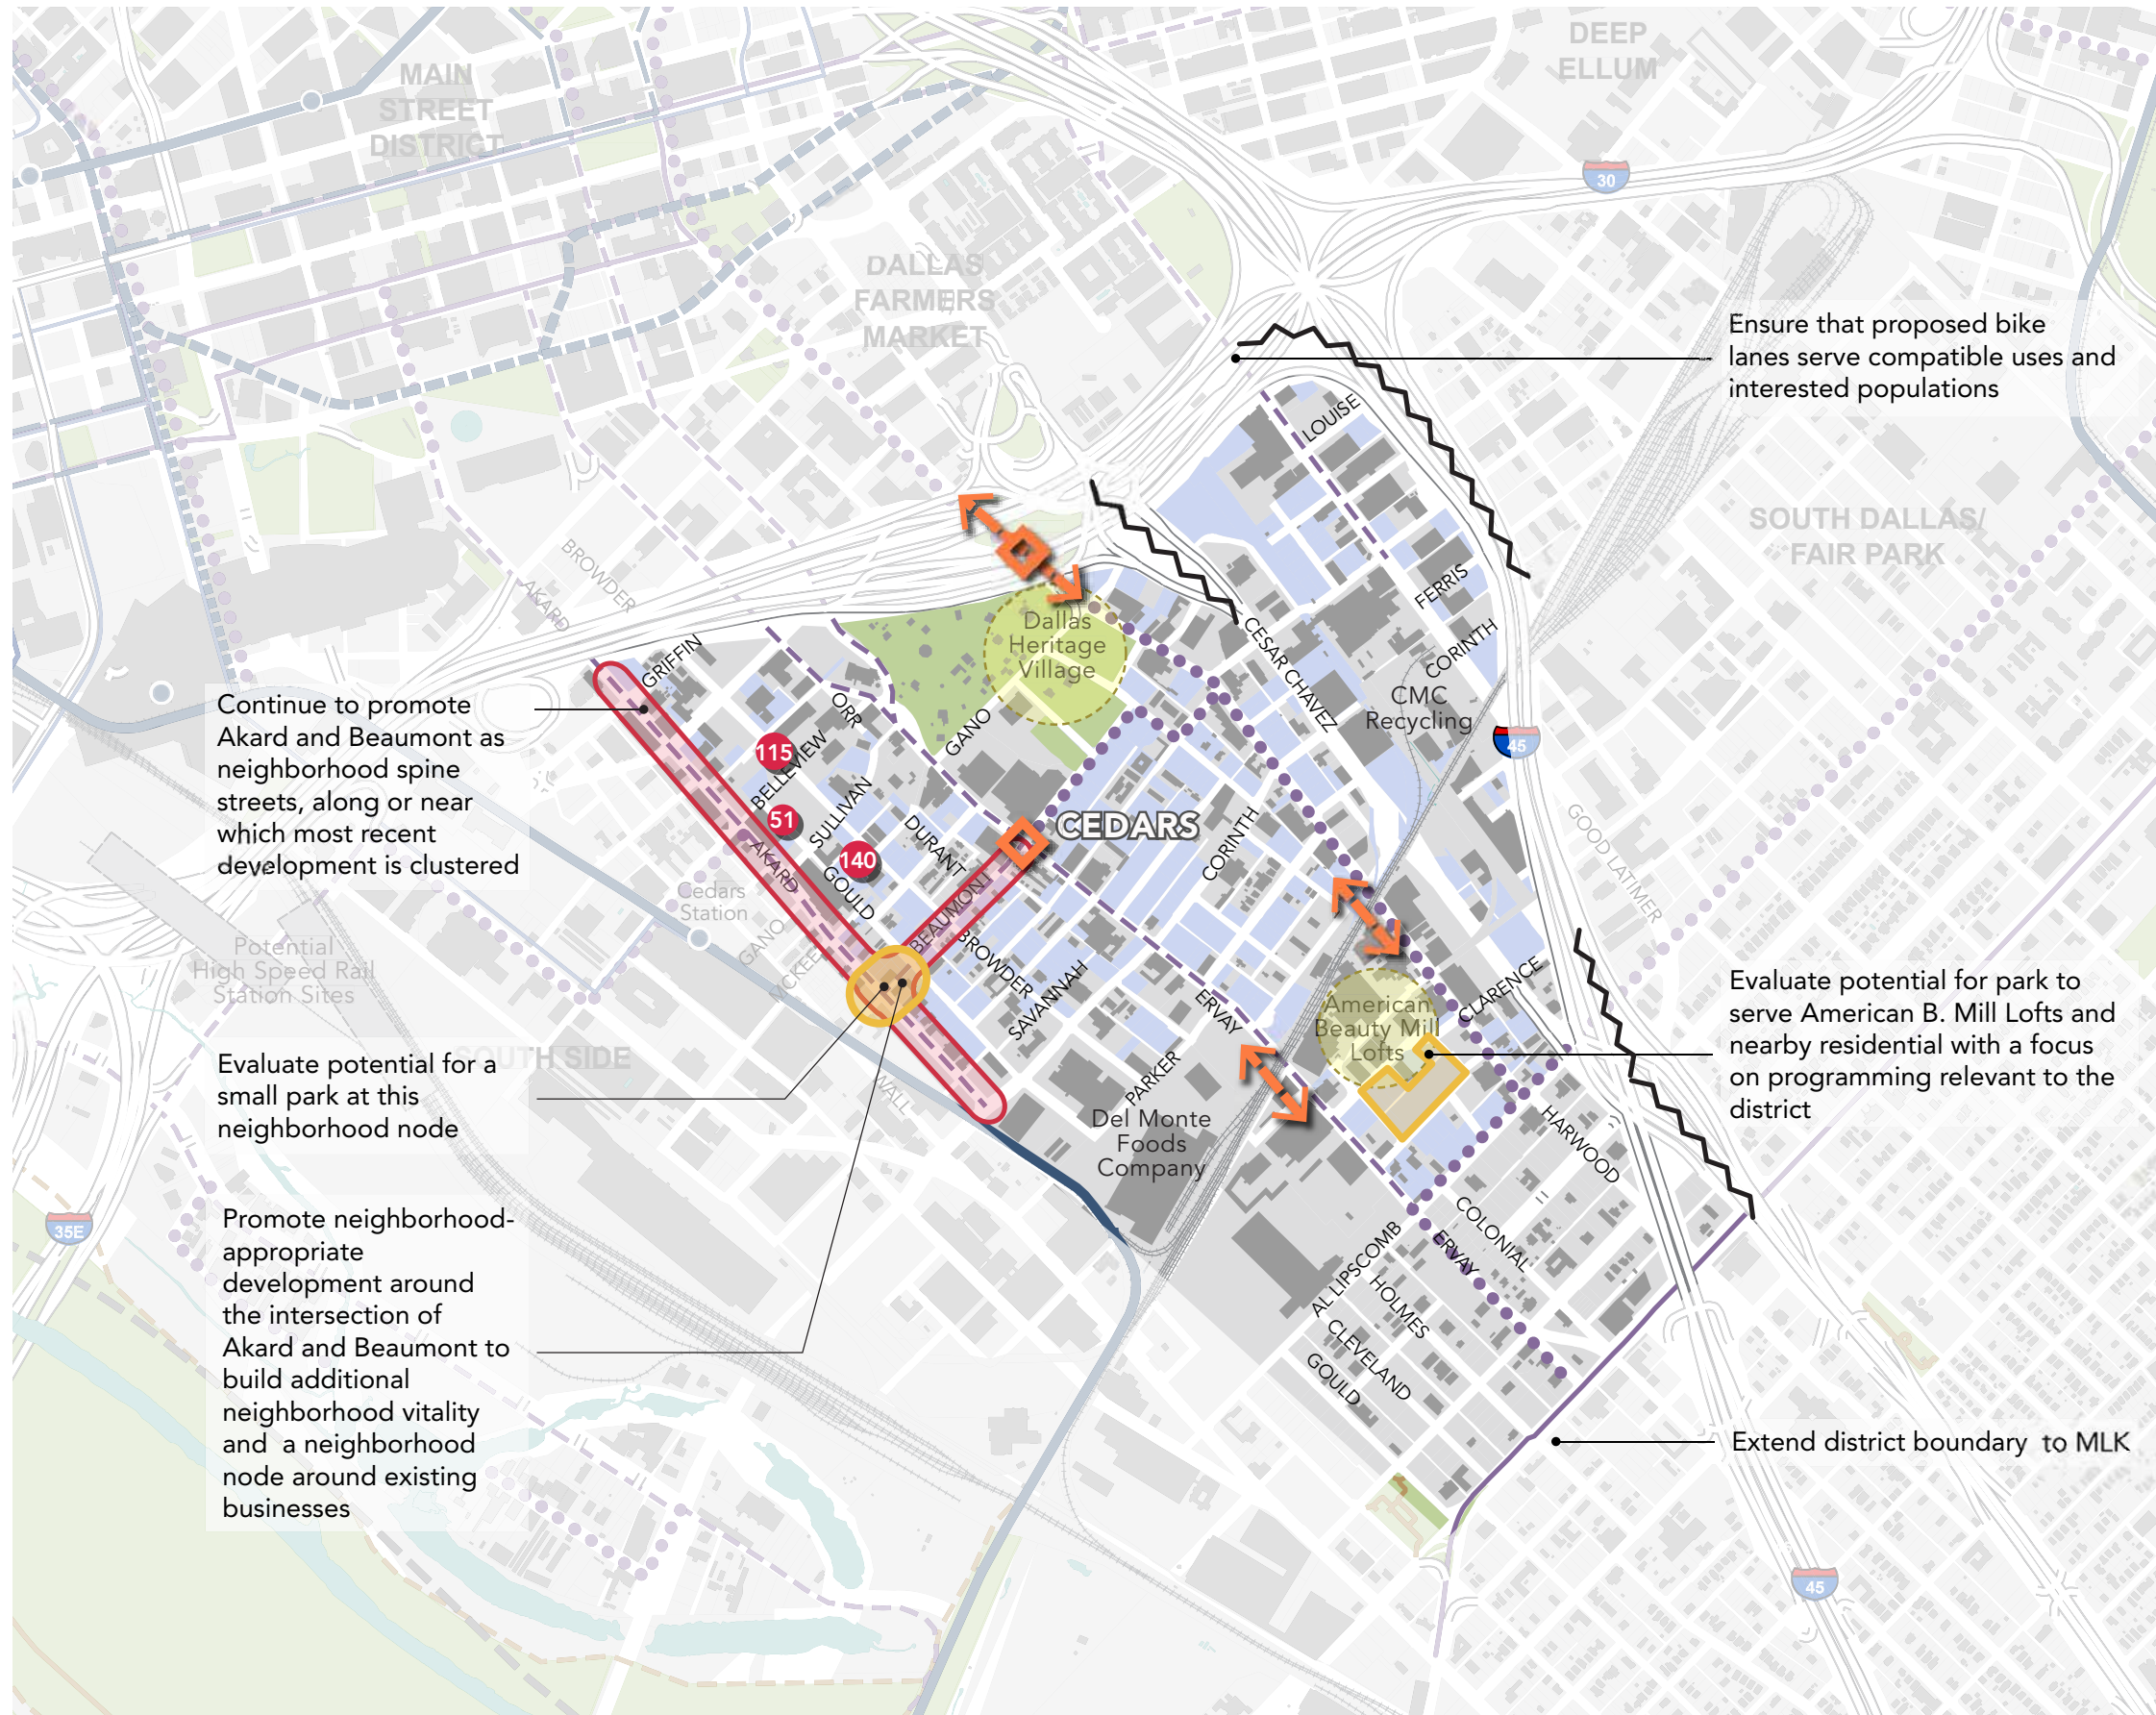 MAIN
STREET
DISTRICT
DEEP
ELLUM
30
DALLAS
FARMERS
MARKET
Ensure that proposed bike
lanes serve compatible uses and
interested populations
LOUISE
SOUTH DALLAS/
FAIR PARK
BROWDER
AKARD
FERRIS
Dallas
Heritage
Village
CESAR CHAVEZ
CORINTH
GRIFFIN
CMC
Recycling
Continue to promote
Akard and Beaumont as
neighborhood spine
streets, along or near
which most recent
development is clustered
ORR
GANO
45
115
BELLEVIEW
51
SULLIVAN
CEDARS
DURANT
CORINTH
GOOD LATIMER
AKARD
140
GOULD
Cedars
Station
BEAUMONT
GANO
MCKEE
BROWDER
Potential
High Speed Rail
Station Sites
SAVANNAH
ERVAY
CLARENCE
American
Beauty Mill
Lofts
Evaluate potential for park to
serve American B. Mill Lofts and
nearby residential with a focus
on programming relevant to the
district
SOUTH SIDE
Evaluate potential for a
small park at this
neighborhood node
WALL
PARKER
Del Monte
Foods
Company
HARWOOD
Promote neighborhood-
appropriate
development around
the intersection of
Akard and Beaumont to
build additional
neighborhood vitality
and  a neighborhood
node around existing
businesses
35E
COLONIAL
ERVAY
AL LIPSCOMB
HOLMES
CLEVELAND
GOULD
Extend district boundary to MLK
45